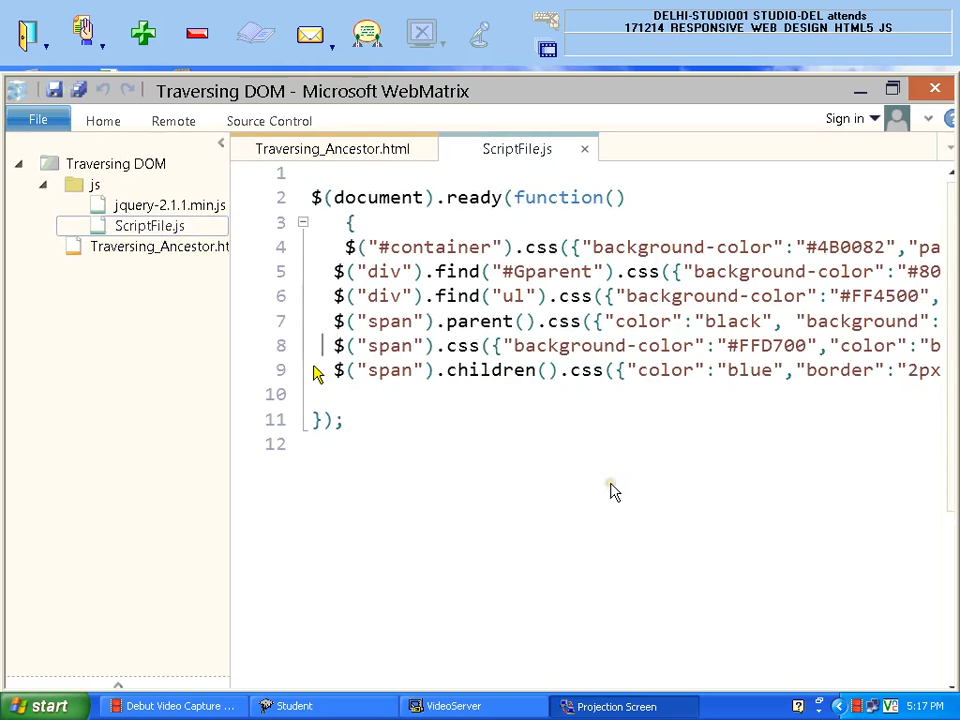 DELHI-STUDIO01 STUDIO-DEL attends
171214 RESPONSIVE WEB DESIGN HTML5 JS
Traversing DOM - Microsoft WebMatrix
File Home Remote Source Control Sign in
Traversing_Ancestor.html ScriptFile.js
Traversing DOM
js
jquery-2.1.1.min.js
ScriptFile.js
Traversing_Ancestor.ht
1
2 $(document).ready(function()
3 {
4 $("#container").css({"background-color":"#4B0082","pa
5 $("div").find("#Gparent").css({"background-color":"#80
6 $("div").find("ul").css({"background-color":"#FF4500",
7 $("span").parent().css({"color":"black", "background":
8 $("span").css({"background-color":"#FFD700","color":"b
9 $("span").children().css({"color":"blue","border":"2px
10
11 });
12
start Debut Video Capture ... Student VideoServer Projection Screen 5:17 PM